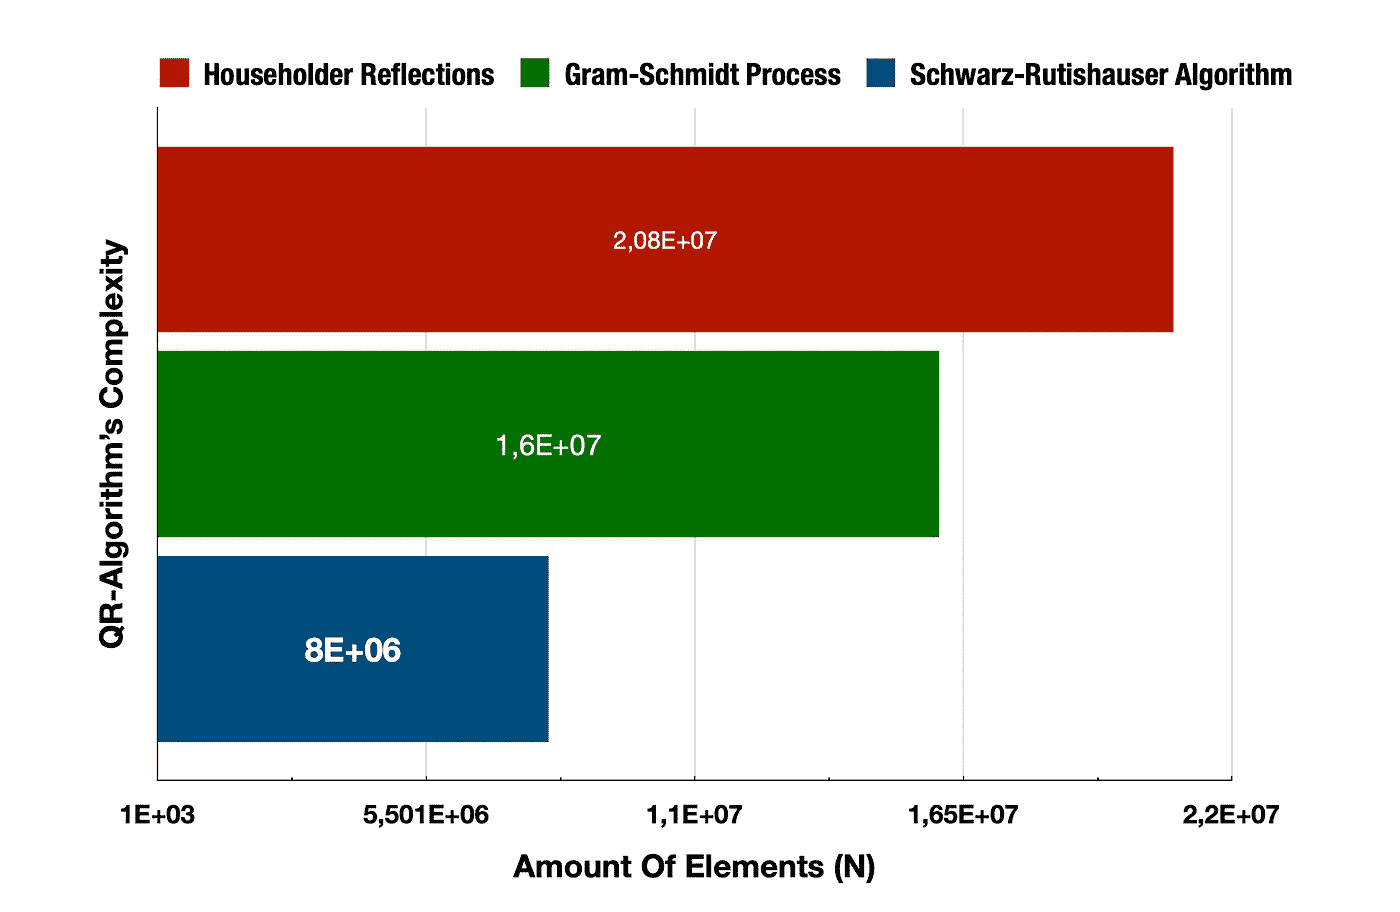 Householder Reflections Gram-Schmidt Process Schwarz-Rutishauser Algorithm
QR-Algorithm's Complexity
2,08E+07
1,6E+07
8E+06
1E+03 5,501E+06 1,1E+07 1,65E+07 2,2E+07
Amount Of Elements (N)